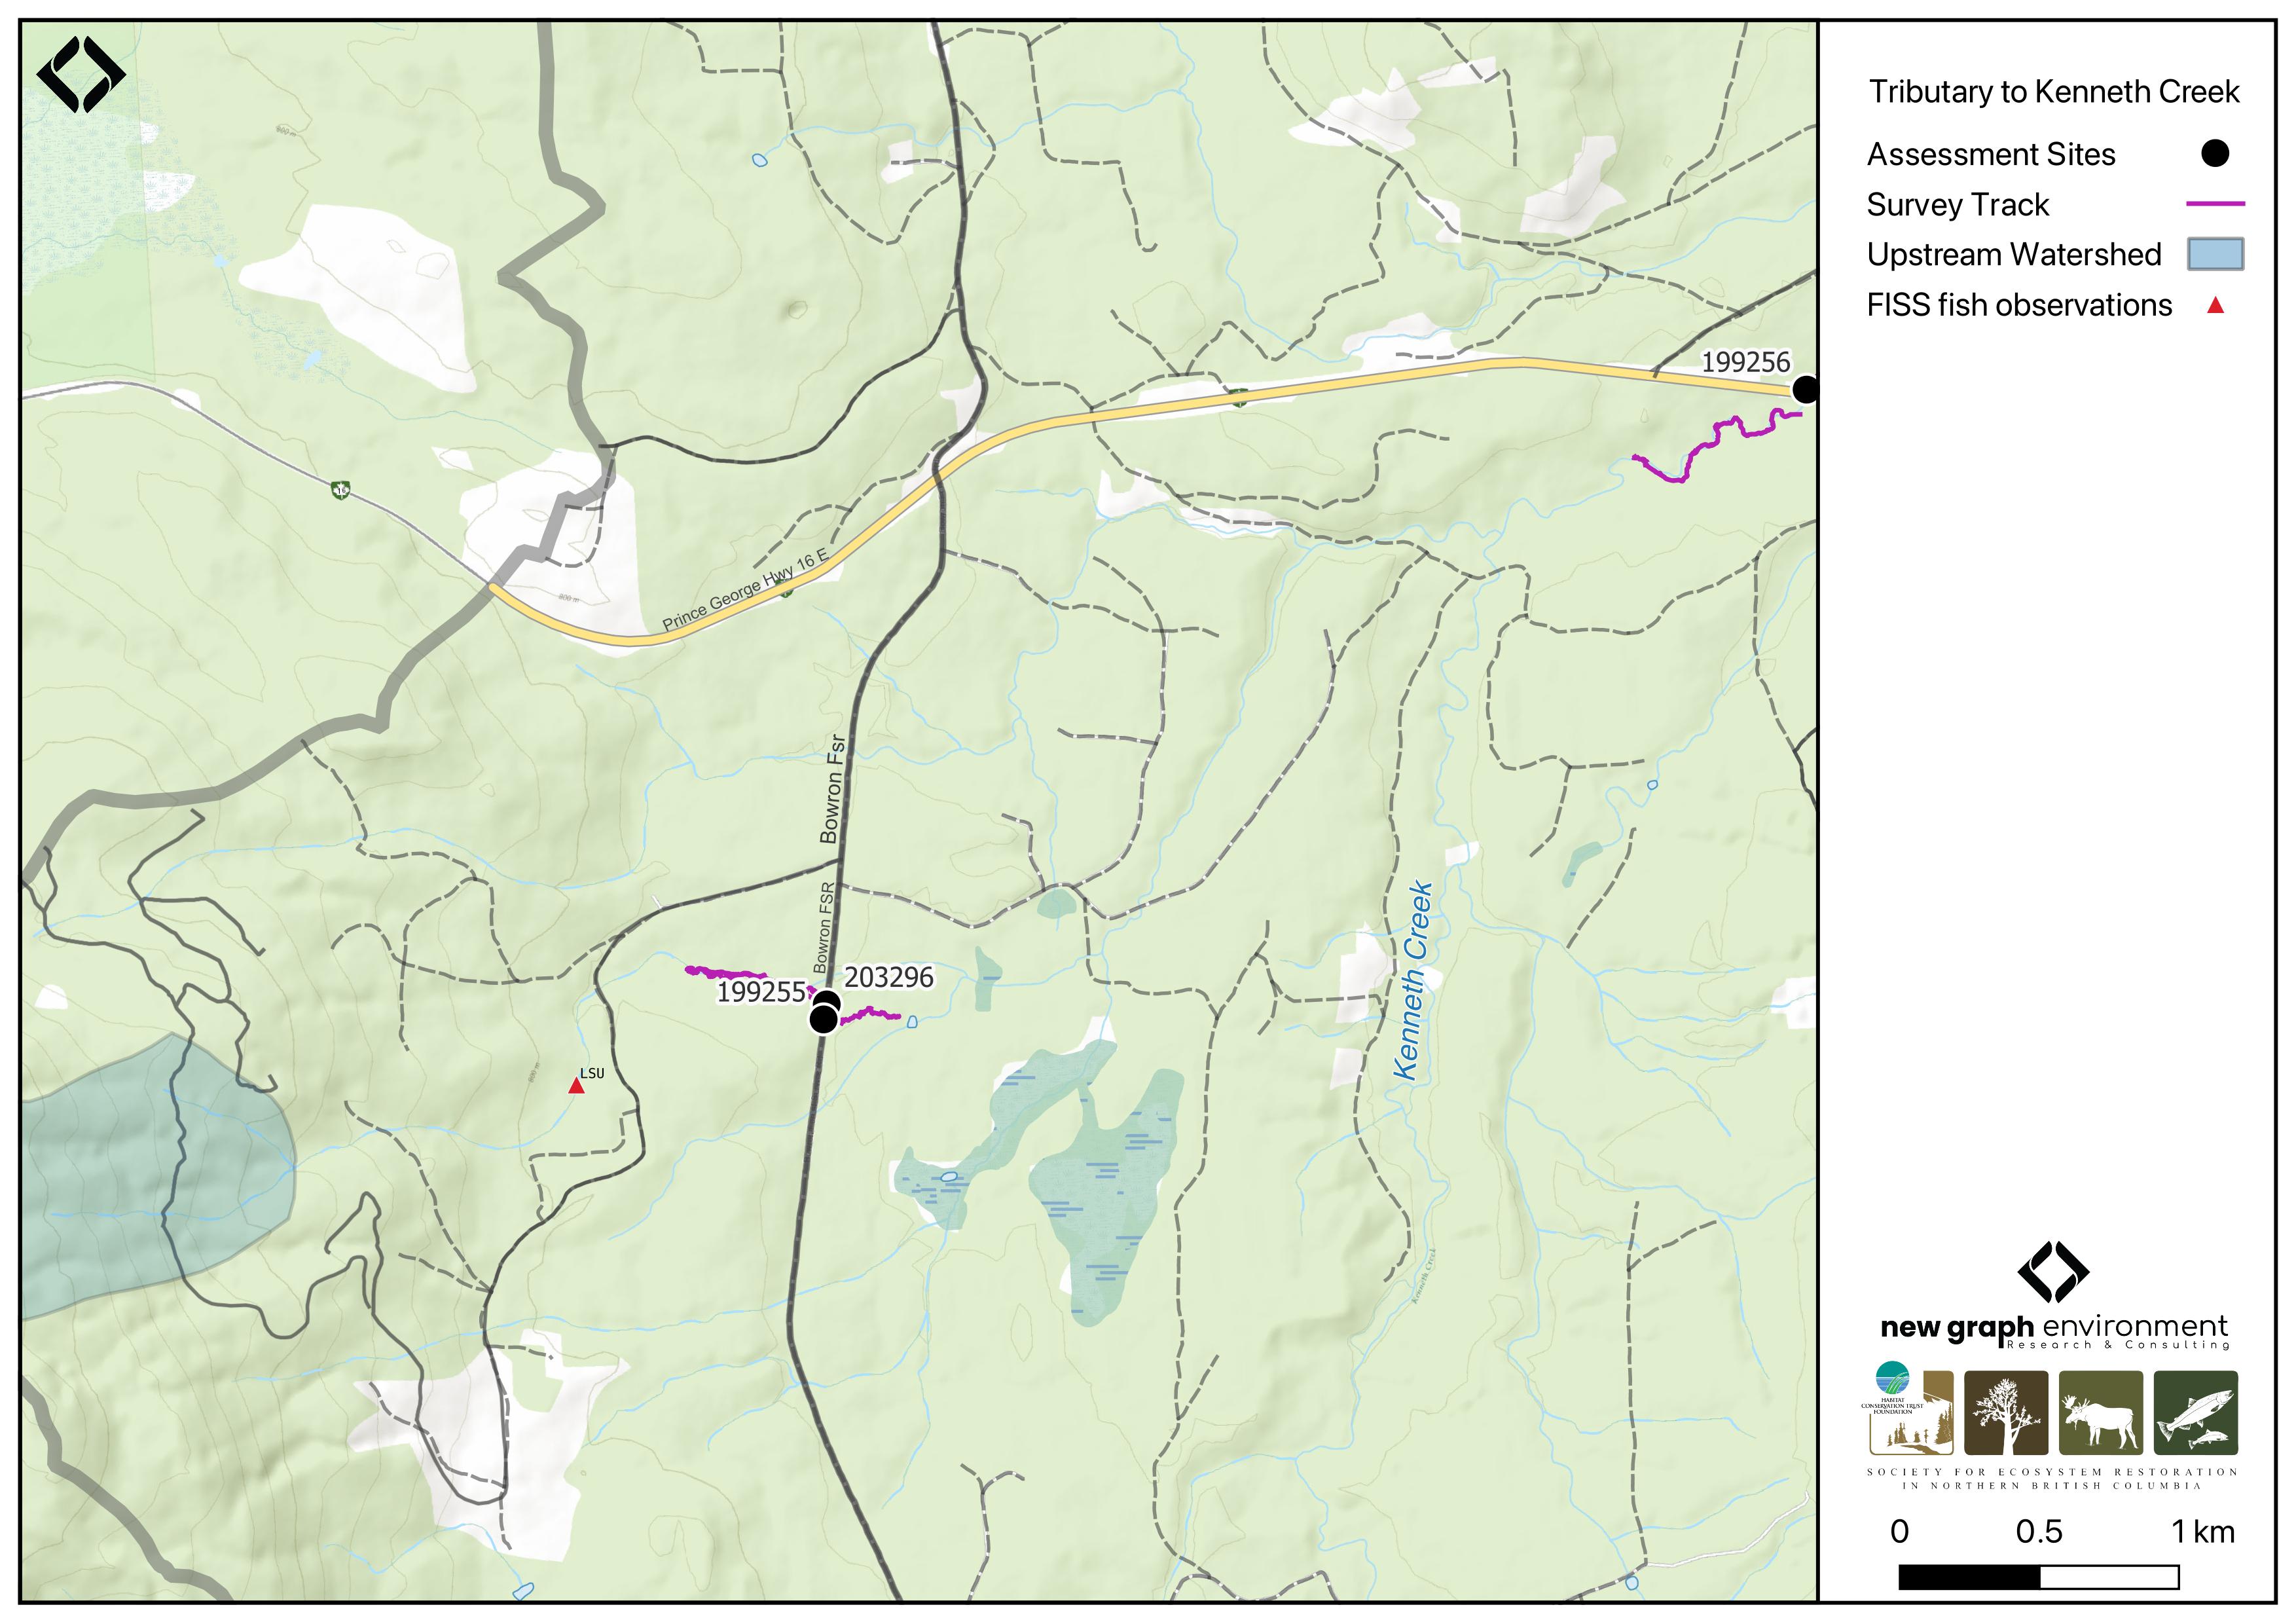 Tributary to Kenneth Creek
Assessment Sites
Survey Track
Upstream Watershed
FISS fish observations
600 m
199256
16
Prince George Hwy 16 E
800 m
Bowron Fsr
Bowron FSR
203296
199255
Kenneth Creek
LSU
Kenneth Creek
new graph environment
Research & Consulting
HABITAT
CONSERVATION TRUST
FOUNDATION
SOCIETY FOR ECOSYSTEM RESTORATION
IN NORTHERN BRITISH COLUMBIA
0 0.5 1 km